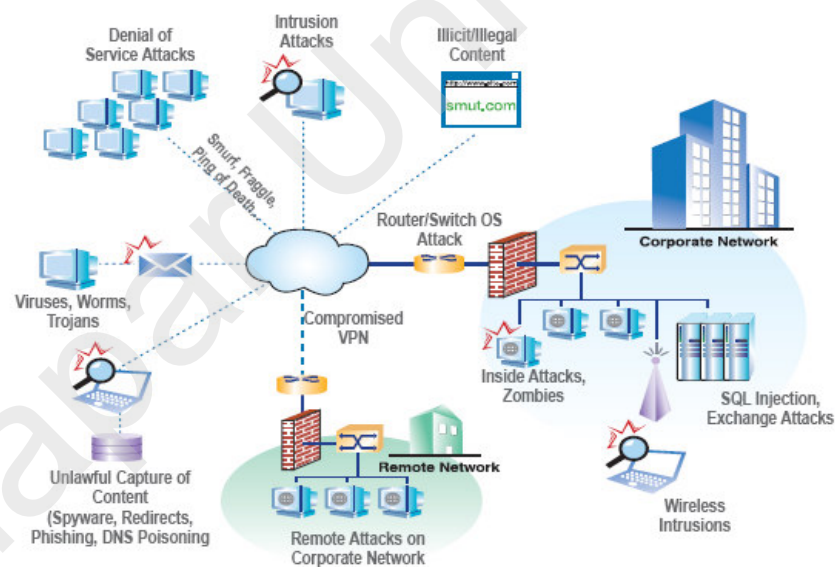 Denial of
Service Attacks
Intrusion
Attacks
Illicit/Illegal
Content
smut.com
Smurf, Fraggle,
Ping of Death...
Router/Switch OS
Attack
Corporate Network
Viruses, Worms,
Trojans
Compromised
VPN
Inside Attacks,
Zombies
SQL Injection,
Exchange Attacks
Unlawful Capture of
Content
(Spyware, Redirects,
Phishing, DNS Poisoning
Remote Network
Remote Attacks on
Corporate Network
Wireless
Intrusions